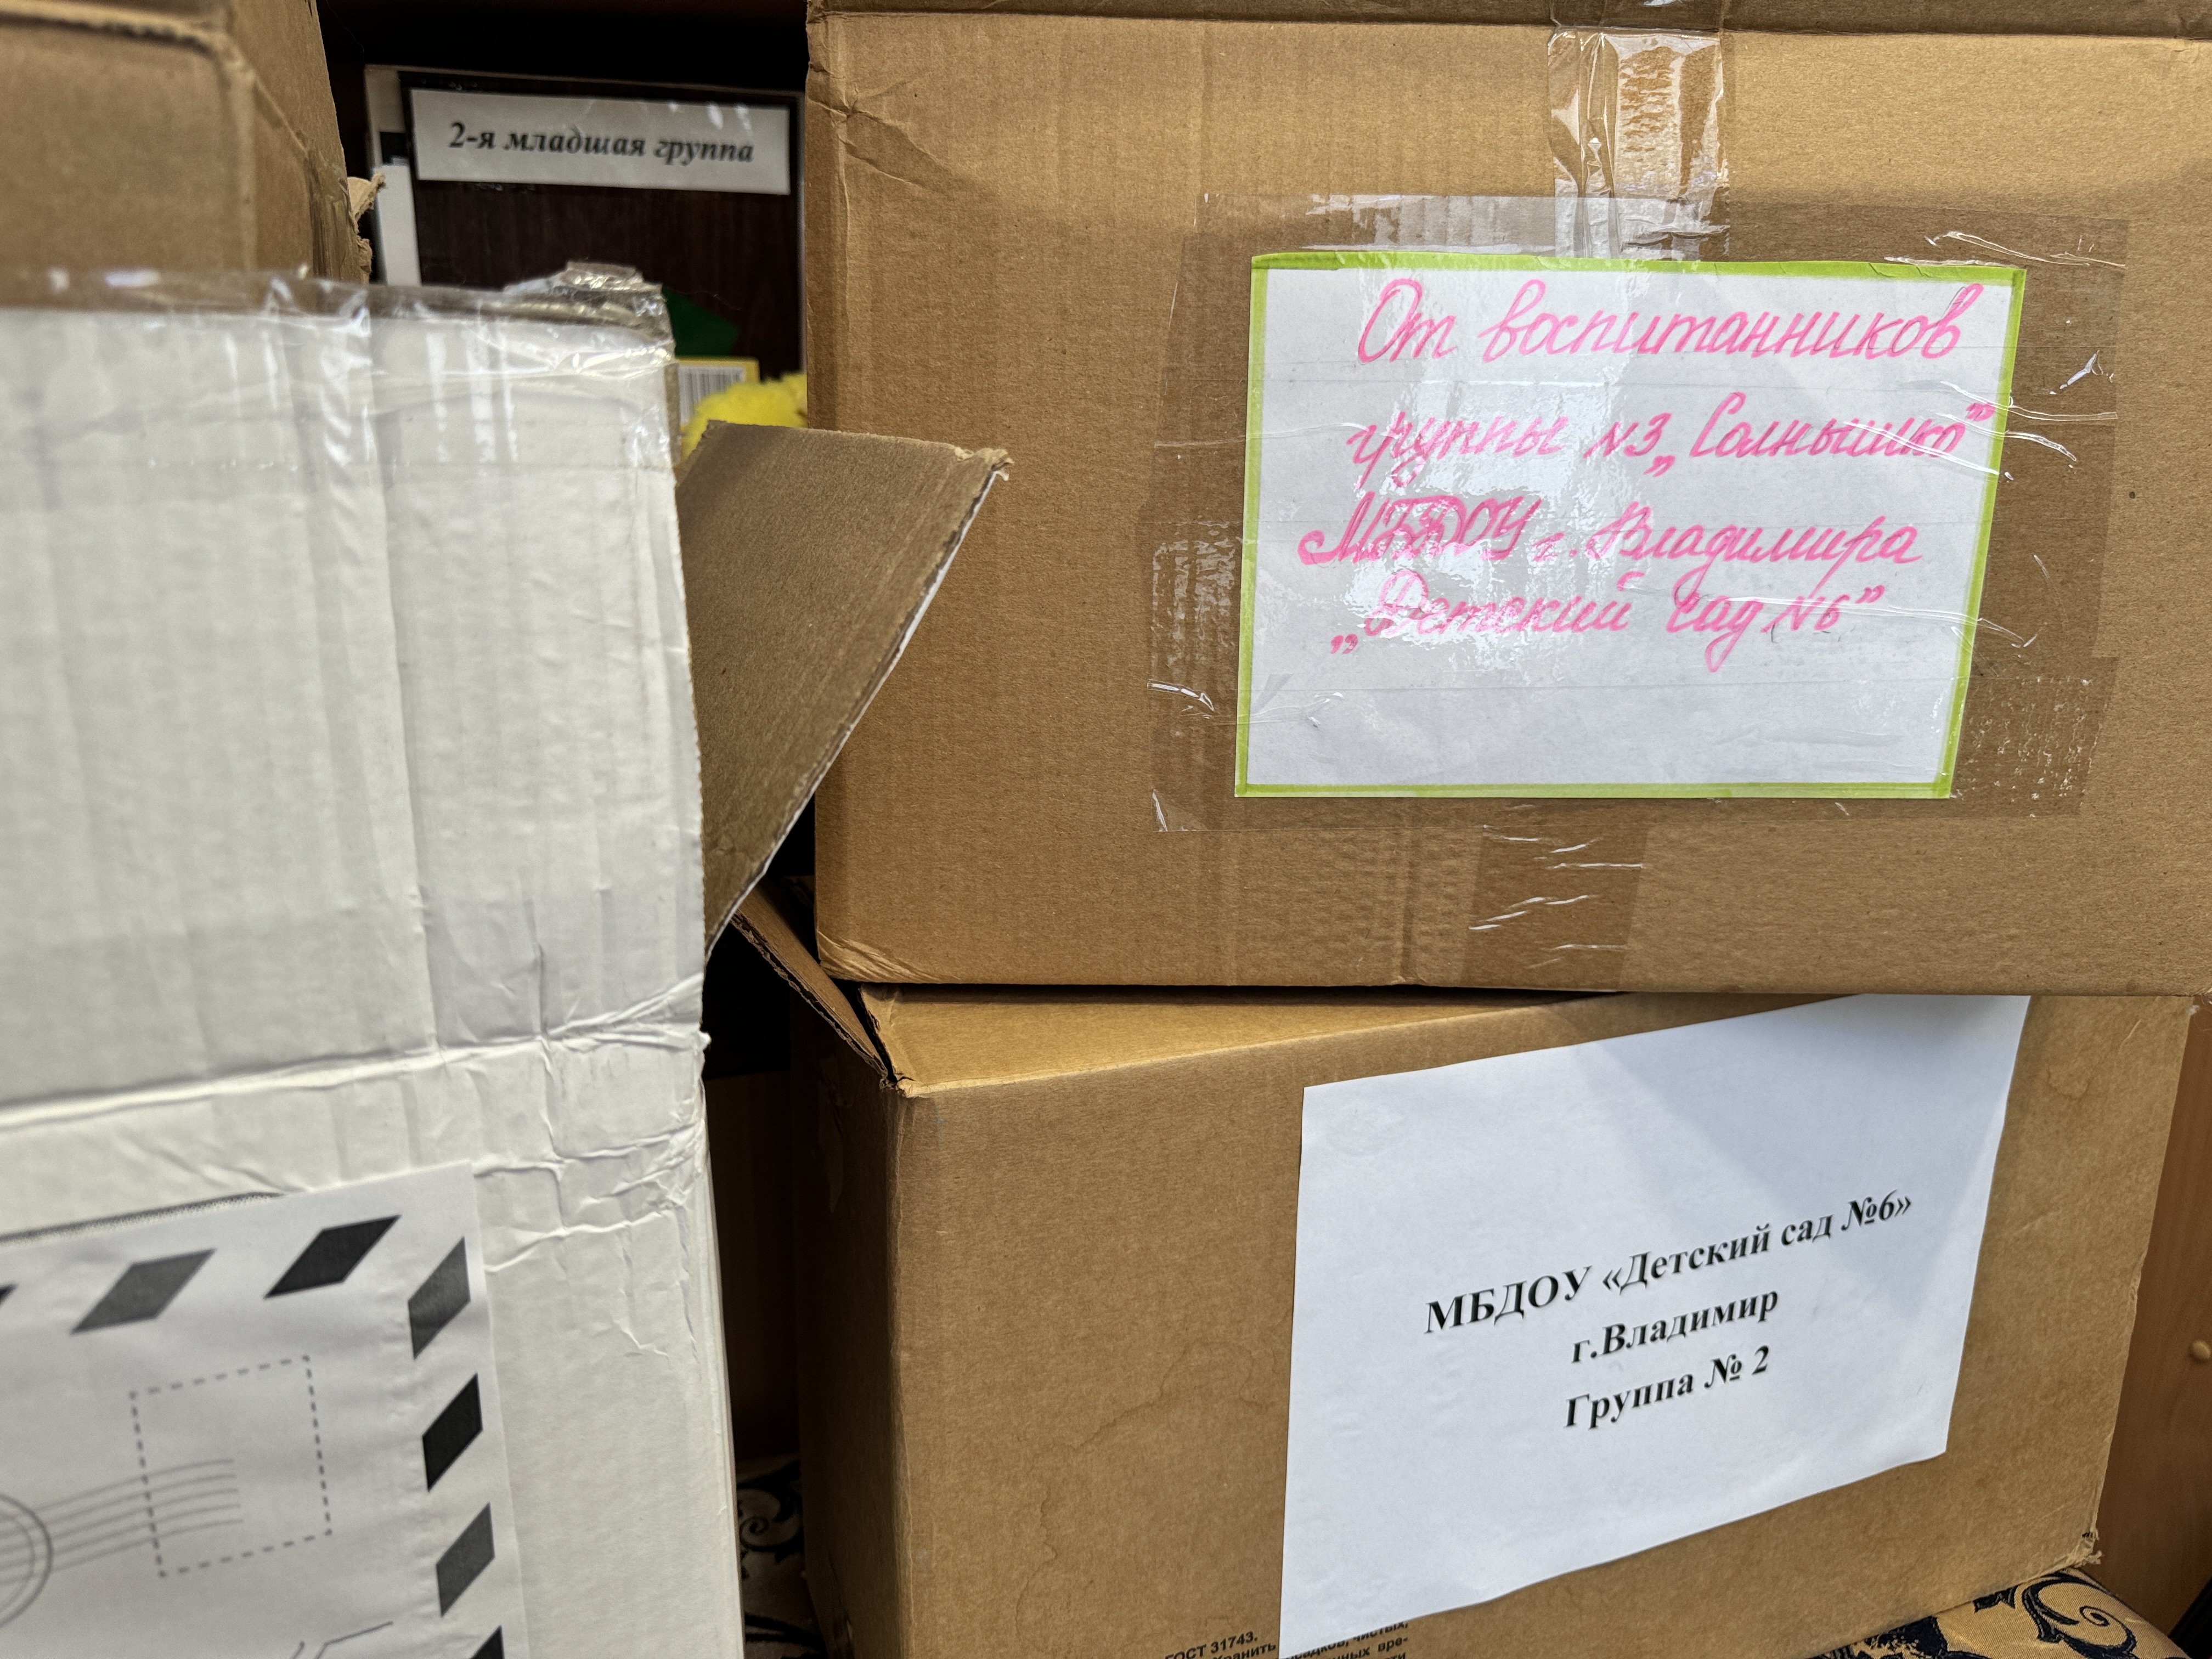 2-я младшая группа
От воспитанников
группы №3 „Солнышко”
МБДОУ г. Владимира
„Детский сад №6”
МБДОУ «Детский сад №6»
г.Владимир
Группа № 2
ГОСТ 31743.